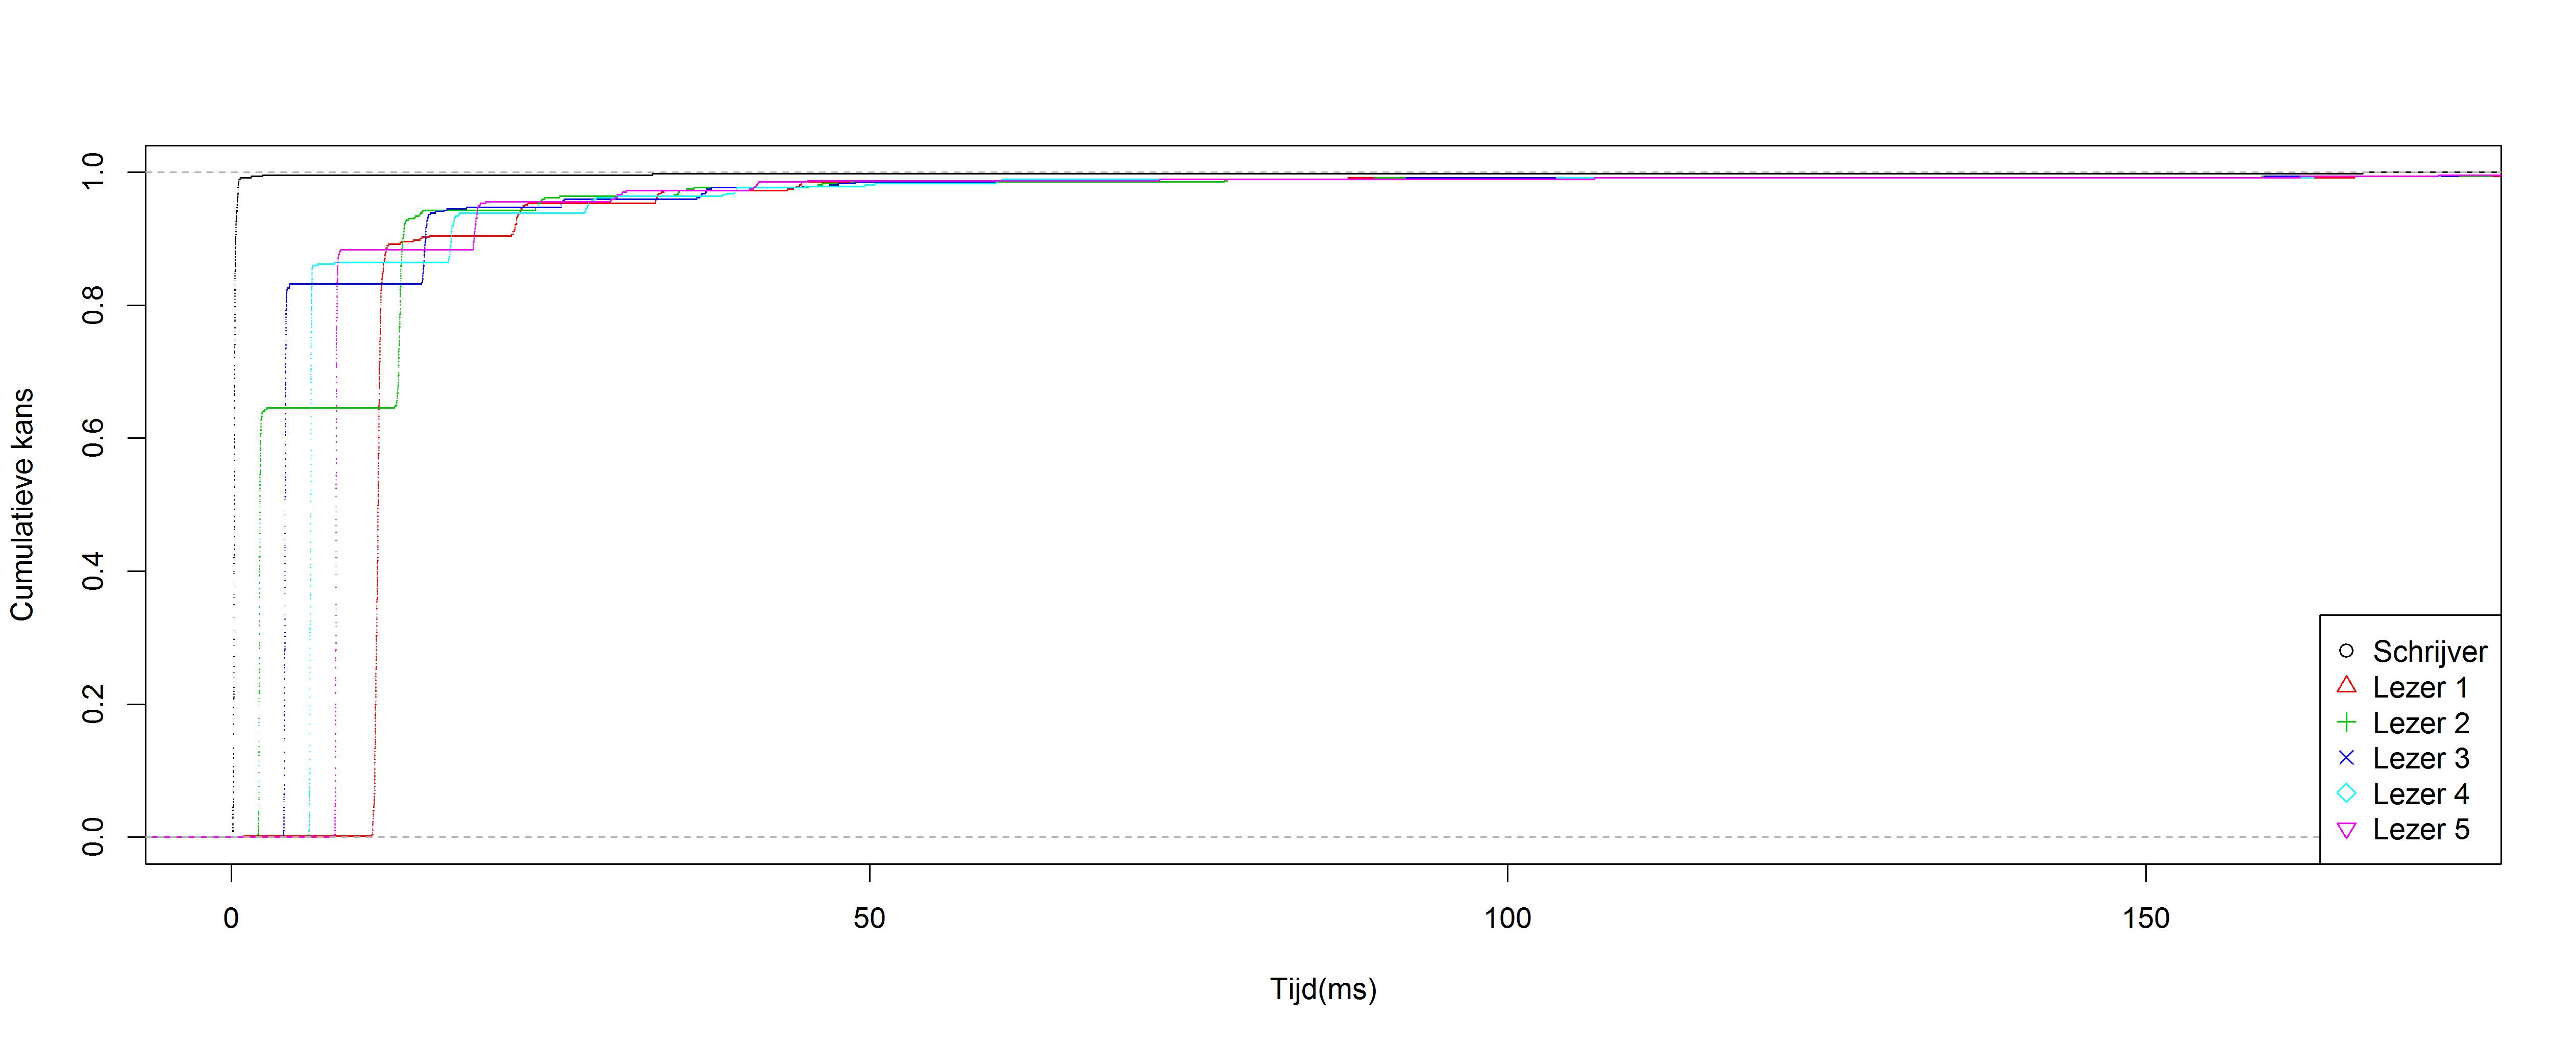 Cumulatieve kans
1.0
0.8
0.6
0.4
0.2
0.0
0 50 100 150
Tijd(ms)
Schrijver
Lezer 1
Lezer 2
Lezer 3
Lezer 4
Lezer 5